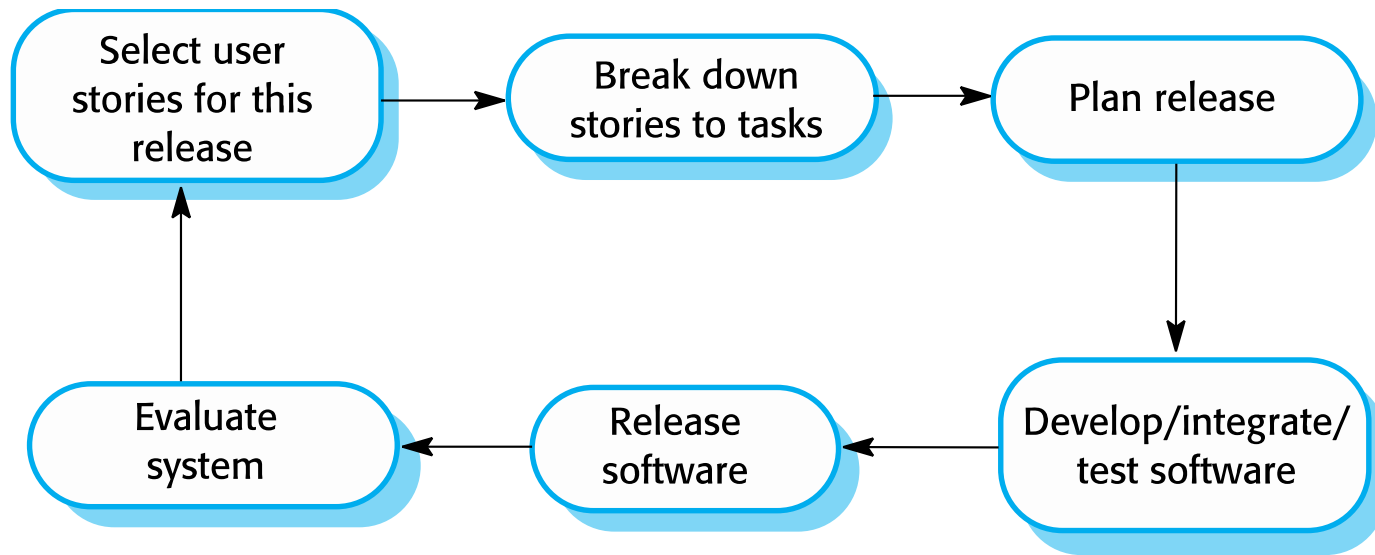 Select user
stories for this
release
Break down
stories to tasks
Plan release
Develop/integrate/
test software
Release
software
Evaluate
system